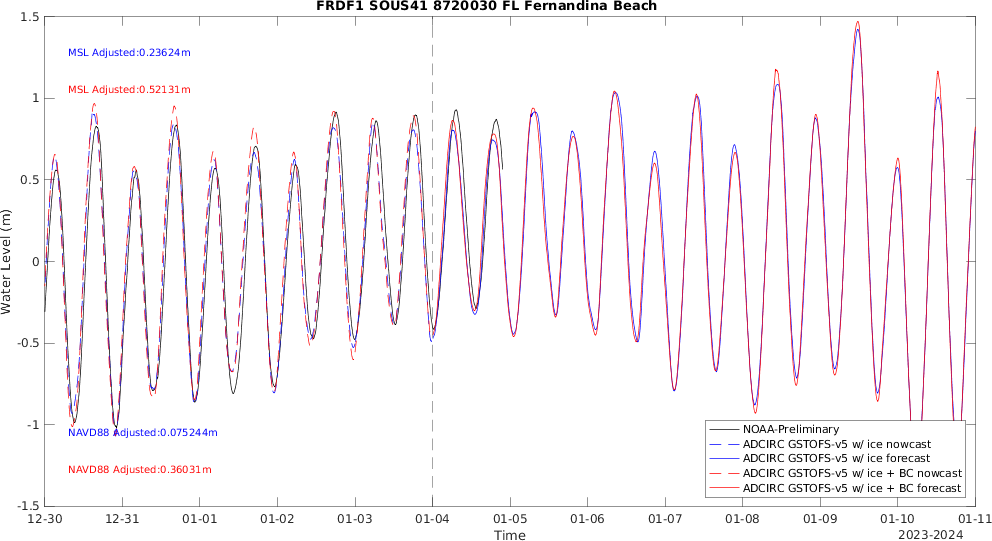 FRDF1 SOUS41 8720030 FL Fernandina Beach
1.5
1
0.5
0
-0.5
-1
-1.5
Water Level (m)
MSL Adjusted:0.23624m
MSL Adjusted:0.52131m
NAVD88 Adjusted:0.075244m
NAVD88 Adjusted:0.36031m
NOAA-Preliminary
ADCIRC GSTOFS-v5 w/ ice nowcast
ADCIRC GSTOFS-v5 w/ ice forecast
ADCIRC GSTOFS-v5 w/ ice + BC nowcast
ADCIRC GSTOFS-v5 w/ ice + BC forecast
12-30 12-31 01-01 01-02 01-03 01-04 01-05 01-06 01-07 01-08 01-09 01-10 01-11
Time
2023-2024